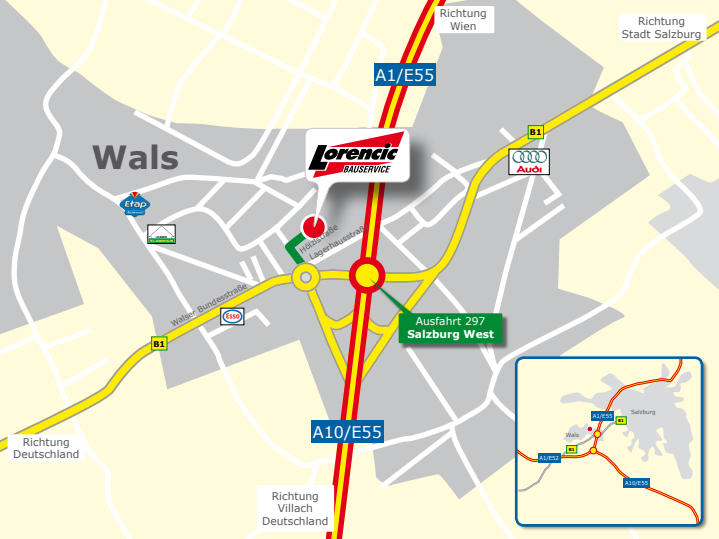 Richtung
Wien
Richtung
Stadt Salzburg
A1/E55
B1
Wals
Lorencic
BAUSERVICE
Audi
Etap
Hölzlstraße
Lagerhausstraße
Walser Bundesstraße
Esso
B1
Ausfahrt 297
Salzburg West
A10/E55
Richtung
Deutschland
Richtung
Villach
Deutschland
Salzburg
A1/E55
B1
Wals
B1
A1/E52
A10/E55